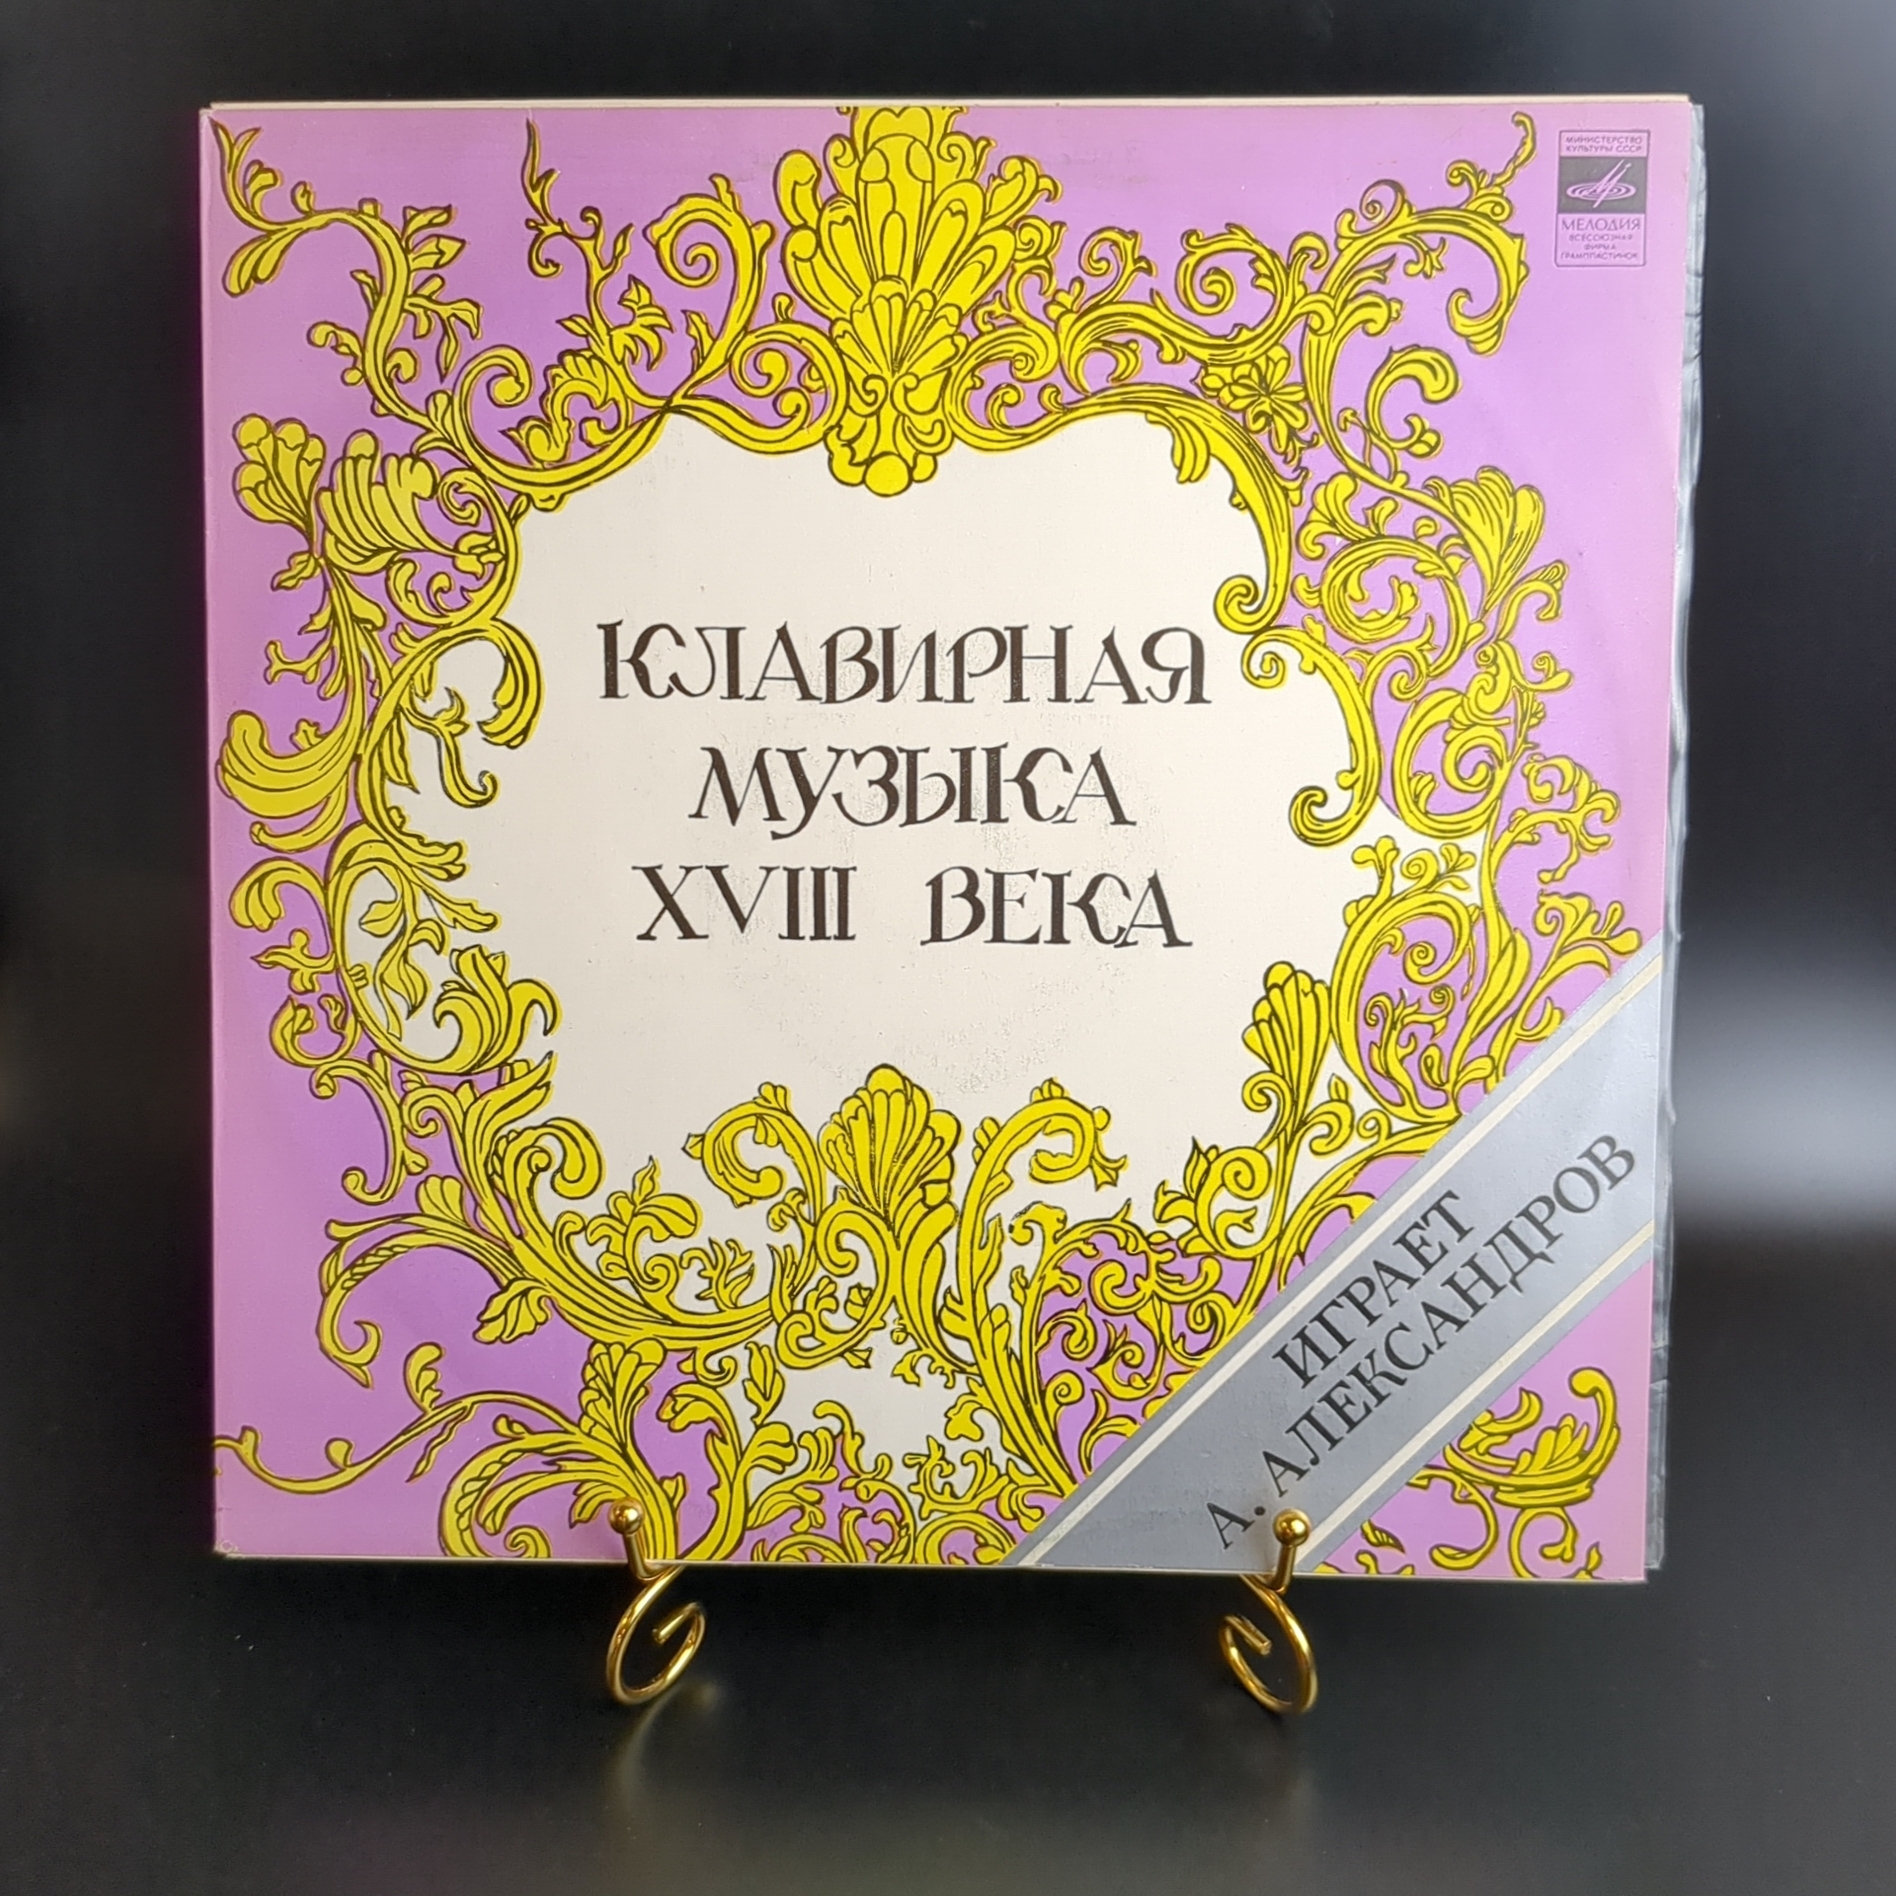 МИНИСТЕРСТВО
КУЛЬТУРЫ СССР
МЕЛОДИЯ
ВСЕСОЮЗНАЯ
ФИРМА
ГРАМПЛАСТИНОК
КЛАВИРНАЯ
МУЗЫКА
XVIII ВЕКА
ИГРАЕТ
А. АЛЕКСАНДРОВ